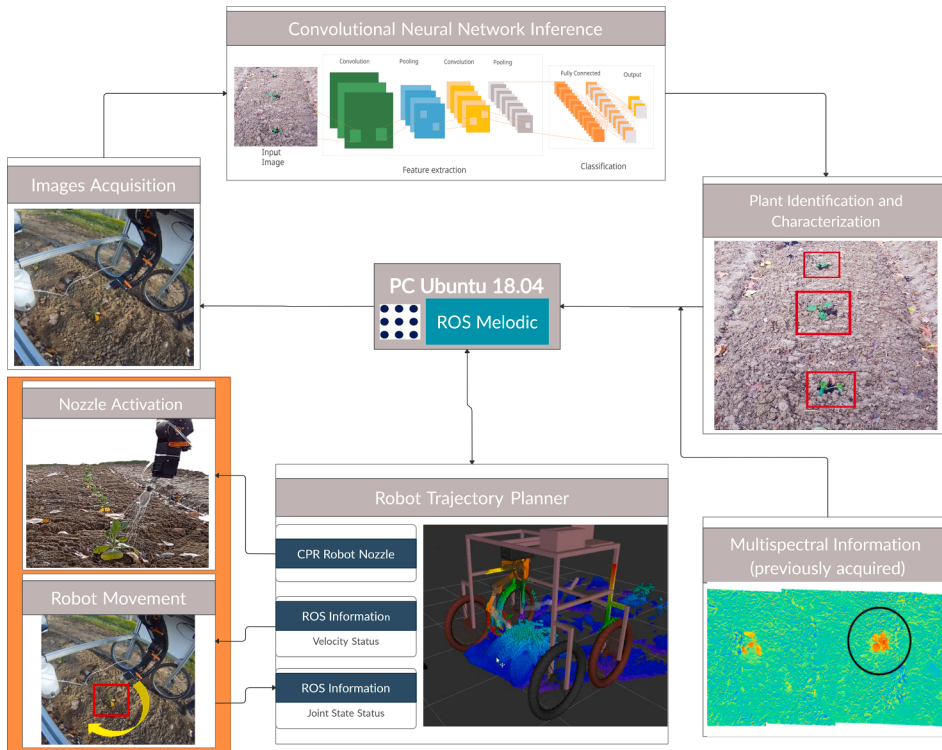 Convolutional Neural Network Inference
Convolution
Pooling
Convolution
Pooling
Fully Connected
Output
Input
Image
Feature extraction
Classification
Images Acquisition
Plant Identification and
Characterization
PC Ubuntu 18.04
ROS Melodic
Nozzle Activation
Robot Trajectory Planner
CPR Robot Nozzle
Multispectral Information
(previously acquired)
Robot Movement
ROS Information
Velocity Status
ROS Information
Joint State Status